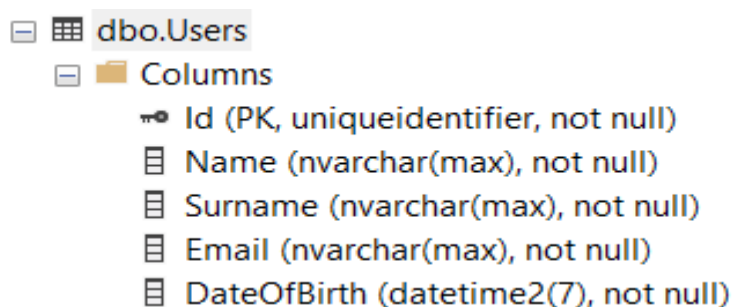 dbo.Users
Columns
Id (PK, uniqueidentifier, not null)
Name (nvarchar(max), not null)
Surname (nvarchar(max), not null)
Email (nvarchar(max), not null)
DateOfBirth (datetime2(7), not null)